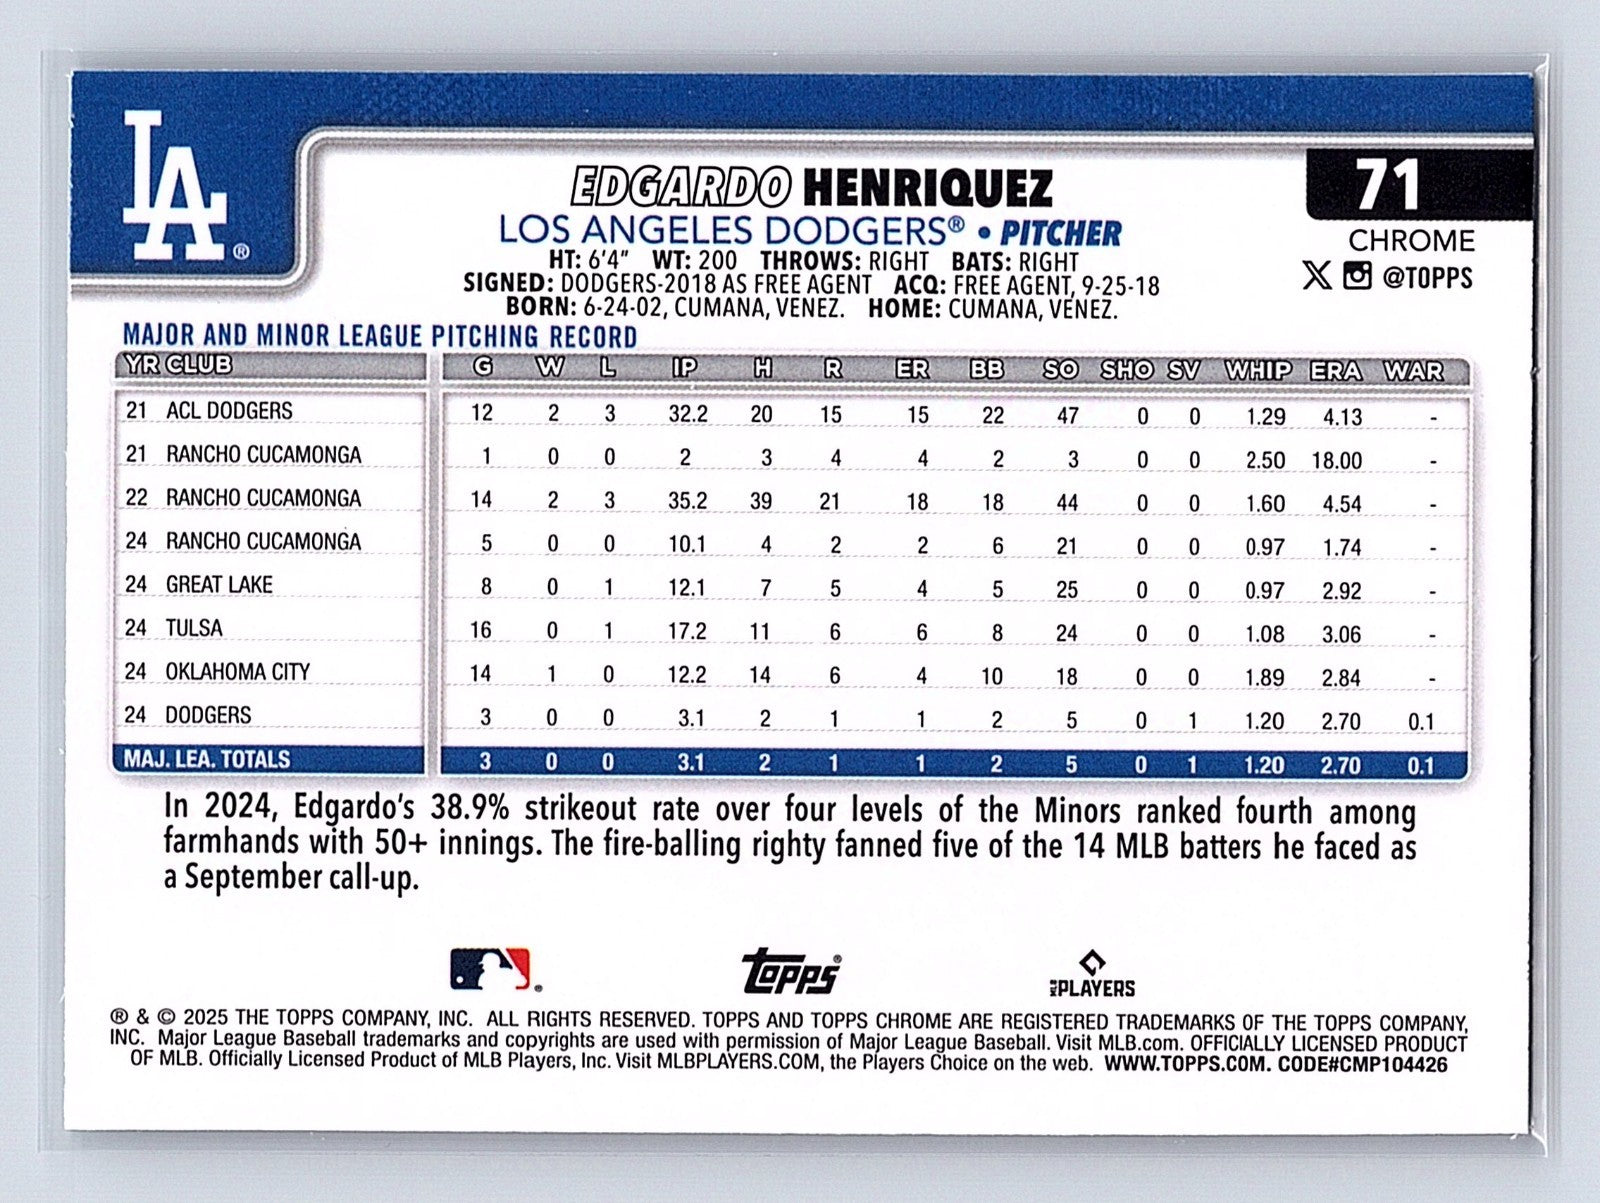 LA®
EDGARDO HENRIQUEZ
71
LOS ANGELES DODGERS® • PITCHER
CHROME
HT: 6'4" WT: 200 THROWS: RIGHT BATS: RIGHT
@TOPPS
SIGNED: DODGERS-2018 AS FREE AGENT ACQ: FREE AGENT, 9-25-18
BORN: 6-24-02, CUMANA, VENEZ. HOME: CUMANA, VENEZ.
MAJOR AND MINOR LEAGUE PITCHING RECORD
YR CLUB G W L IP H R ER BB SO SHO SV WHIP ERA WAR
21 ACL DODGERS 12 2 3 32.2 20 15 15 22 47 0 0 1.29 4.13 -
21 RANCHO CUCAMONGA 1 0 0 2 3 4 4 2 3 0 0 2.50 18.00 -
22 RANCHO CUCAMONGA 14 2 3 35.2 39 21 18 18 44 0 0 1.60 4.54 -
24 RANCHO CUCAMONGA 5 0 0 10.1 4 2 2 6 21 0 0 0.97 1.74 -
24 GREAT LAKE 8 0 1 12.1 7 5 4 5 25 0 0 0.97 2.92 -
24 TULSA 16 0 1 17.2 11 6 6 8 24 0 0 1.08 3.06 -
24 OKLAHOMA CITY 14 1 0 12.2 14 6 4 10 18 0 0 1.89 2.84 -
24 DODGERS 3 0 0 3.1 2 1 1 2 5 0 1 1.20 2.70 0.1
MAJ. LEA. TOTALS 3 0 0 3.1 2 1 1 2 5 0 1 1.20 2.70 0.1
In 2024, Edgardo's 38.9% strikeout rate over four levels of the Minors ranked fourth among
farmhands with 50+ innings. The fire-balling righty fanned five of the 14 MLB batters he faced as
a September call-up.
topps® MLB PLAYERS
® & © 2025 THE TOPPS COMPANY, INC. ALL RIGHTS RESERVED. TOPPS AND TOPPS CHROME ARE REGISTERED TRADEMARKS OF THE TOPPS COMPANY,
INC. Major League Baseball trademarks and copyrights are used with permission of Major League Baseball. Visit MLB.com. OFFICIALLY LICENSED PRODUCT
OF MLB. Officially Licensed Product of MLB Players, Inc. Visit MLBPLAYERS.COM, the Players Choice on the web. WWW.TOPPS.COM. CODE#CMP104426